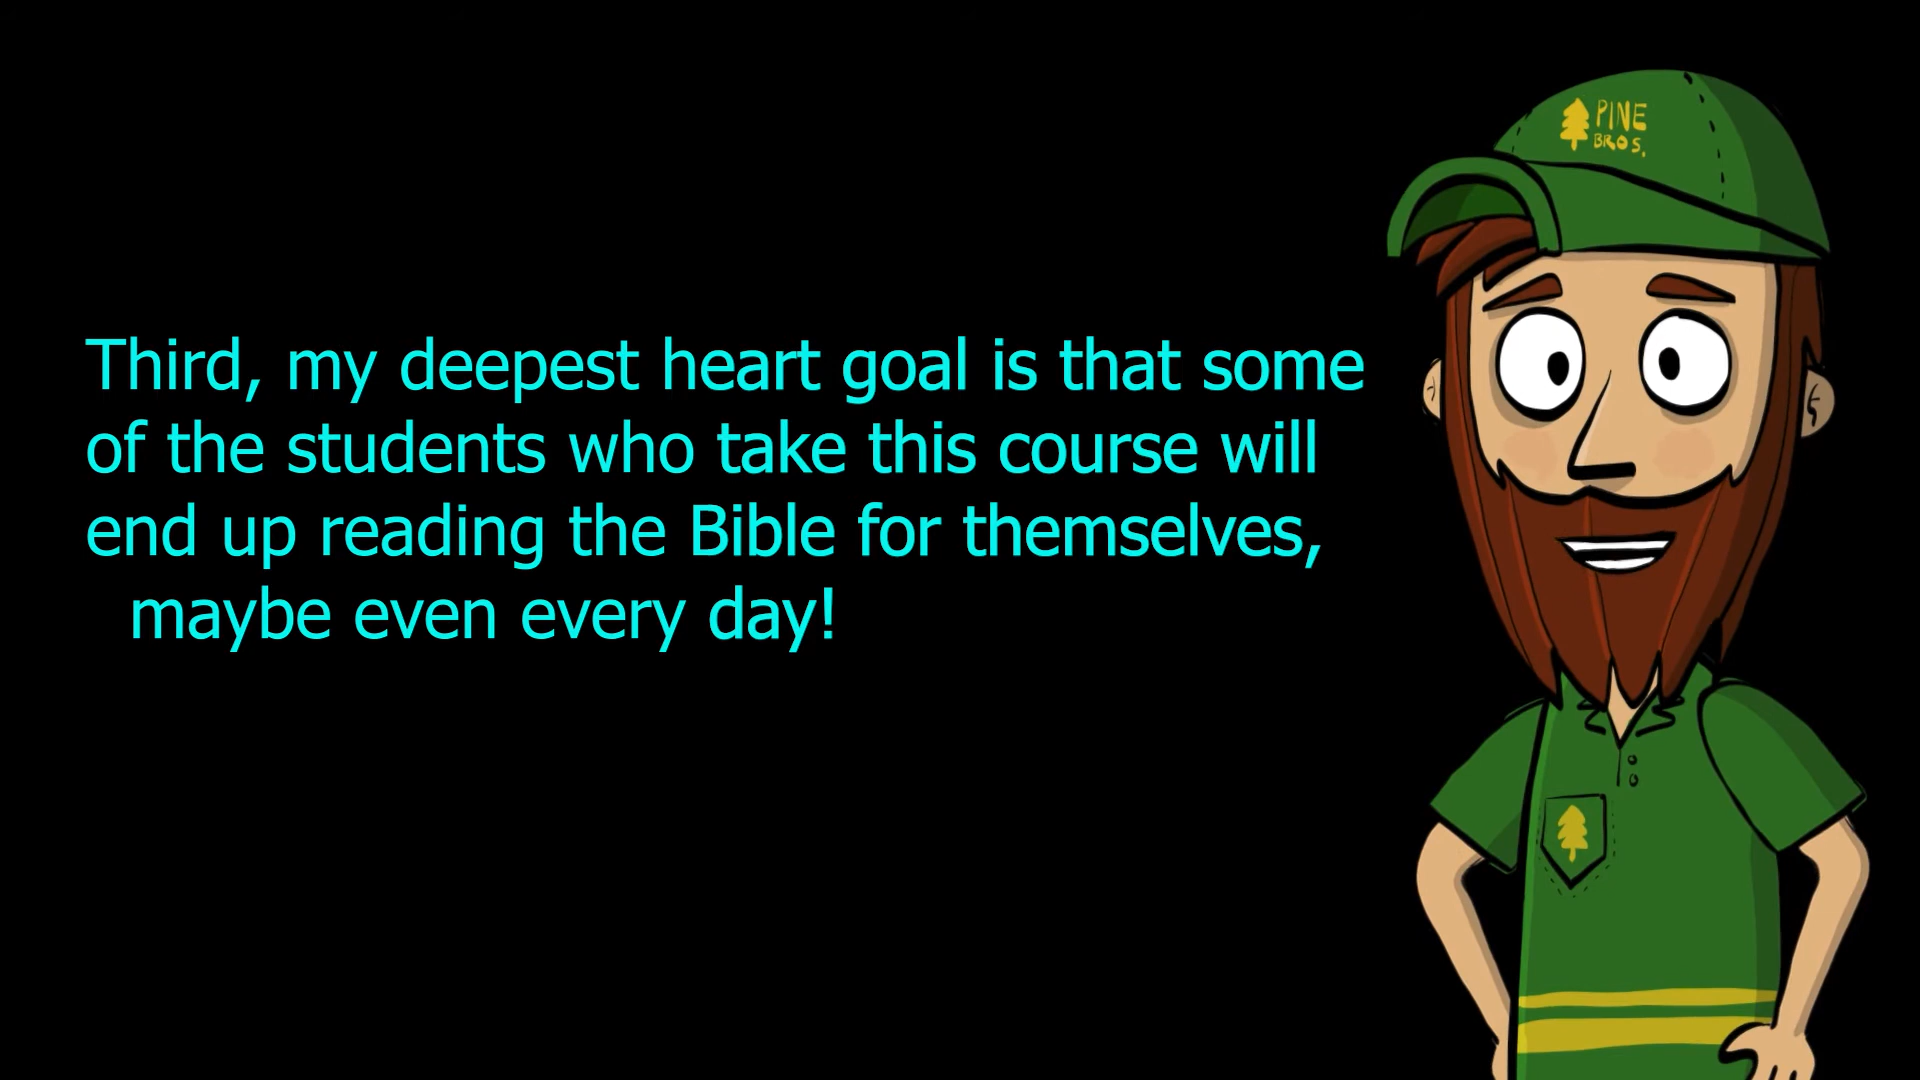 PINE
BROS.
Third, my deepest heart goal is that some
of the students who take this course will
end up reading the Bible for themselves,
maybe even every day!